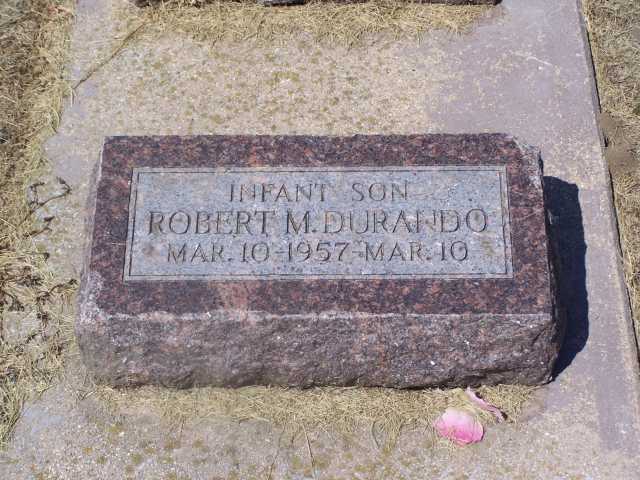 INFANT SON
ROBERT M. DURANDO
MAR. 10-1957-MAR. 10